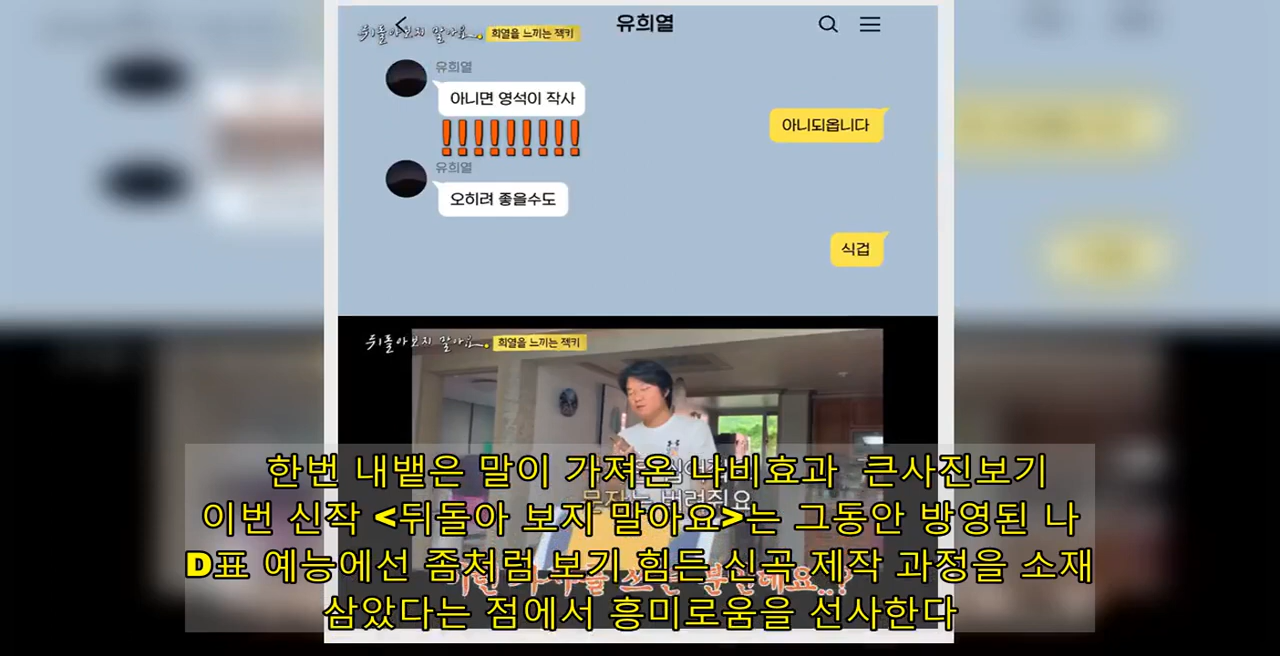 뒤돌아보지 말아요.
희열을 느끼는 잭키
유희열
유희열
아니면 영석이 작사
!!!!!!!!!
아니되옵니다
유희열
오히려 좋을수도
식겁
뒤돌아보지 말아요.
희열을 느끼는 잭키
한번 내뱉은 말이 가져온 나비효과 큰사진보기
이번 신작 <뒤돌아 보지 말아요>는 그동안 방영된 나
D표 예능에선 좀처럼 보기 힘든 신곡 제작 과정을 소재
삼았다는 점에서 흥미로움을 선사한다